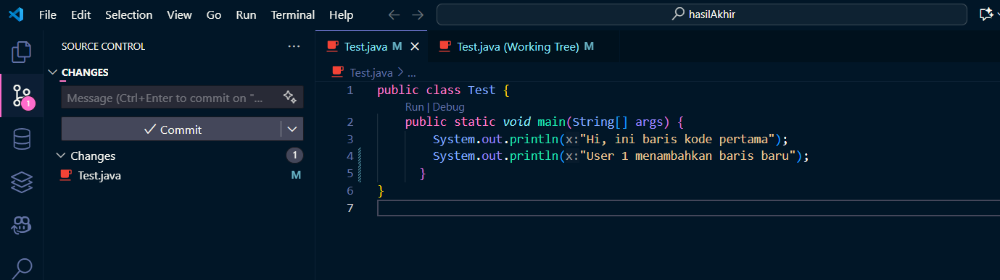 File Edit Selection View Go Run Terminal Help hasilAkhir
SOURCE CONTROL ...
Test.java M
Test.java (Working Tree) M
CHANGES
Test.java > ...
1
Message (Ctrl+Enter to commit on "...
Commit
Changes 1
Test.java M
1 public class Test {
Run | Debug
2 public static void main(String[] args) {
3 System.out.println(x:"Hi, ini baris kode pertama");
4 System.out.println(x:"User 1 menambahkan baris baru");
5 }
6 }
7